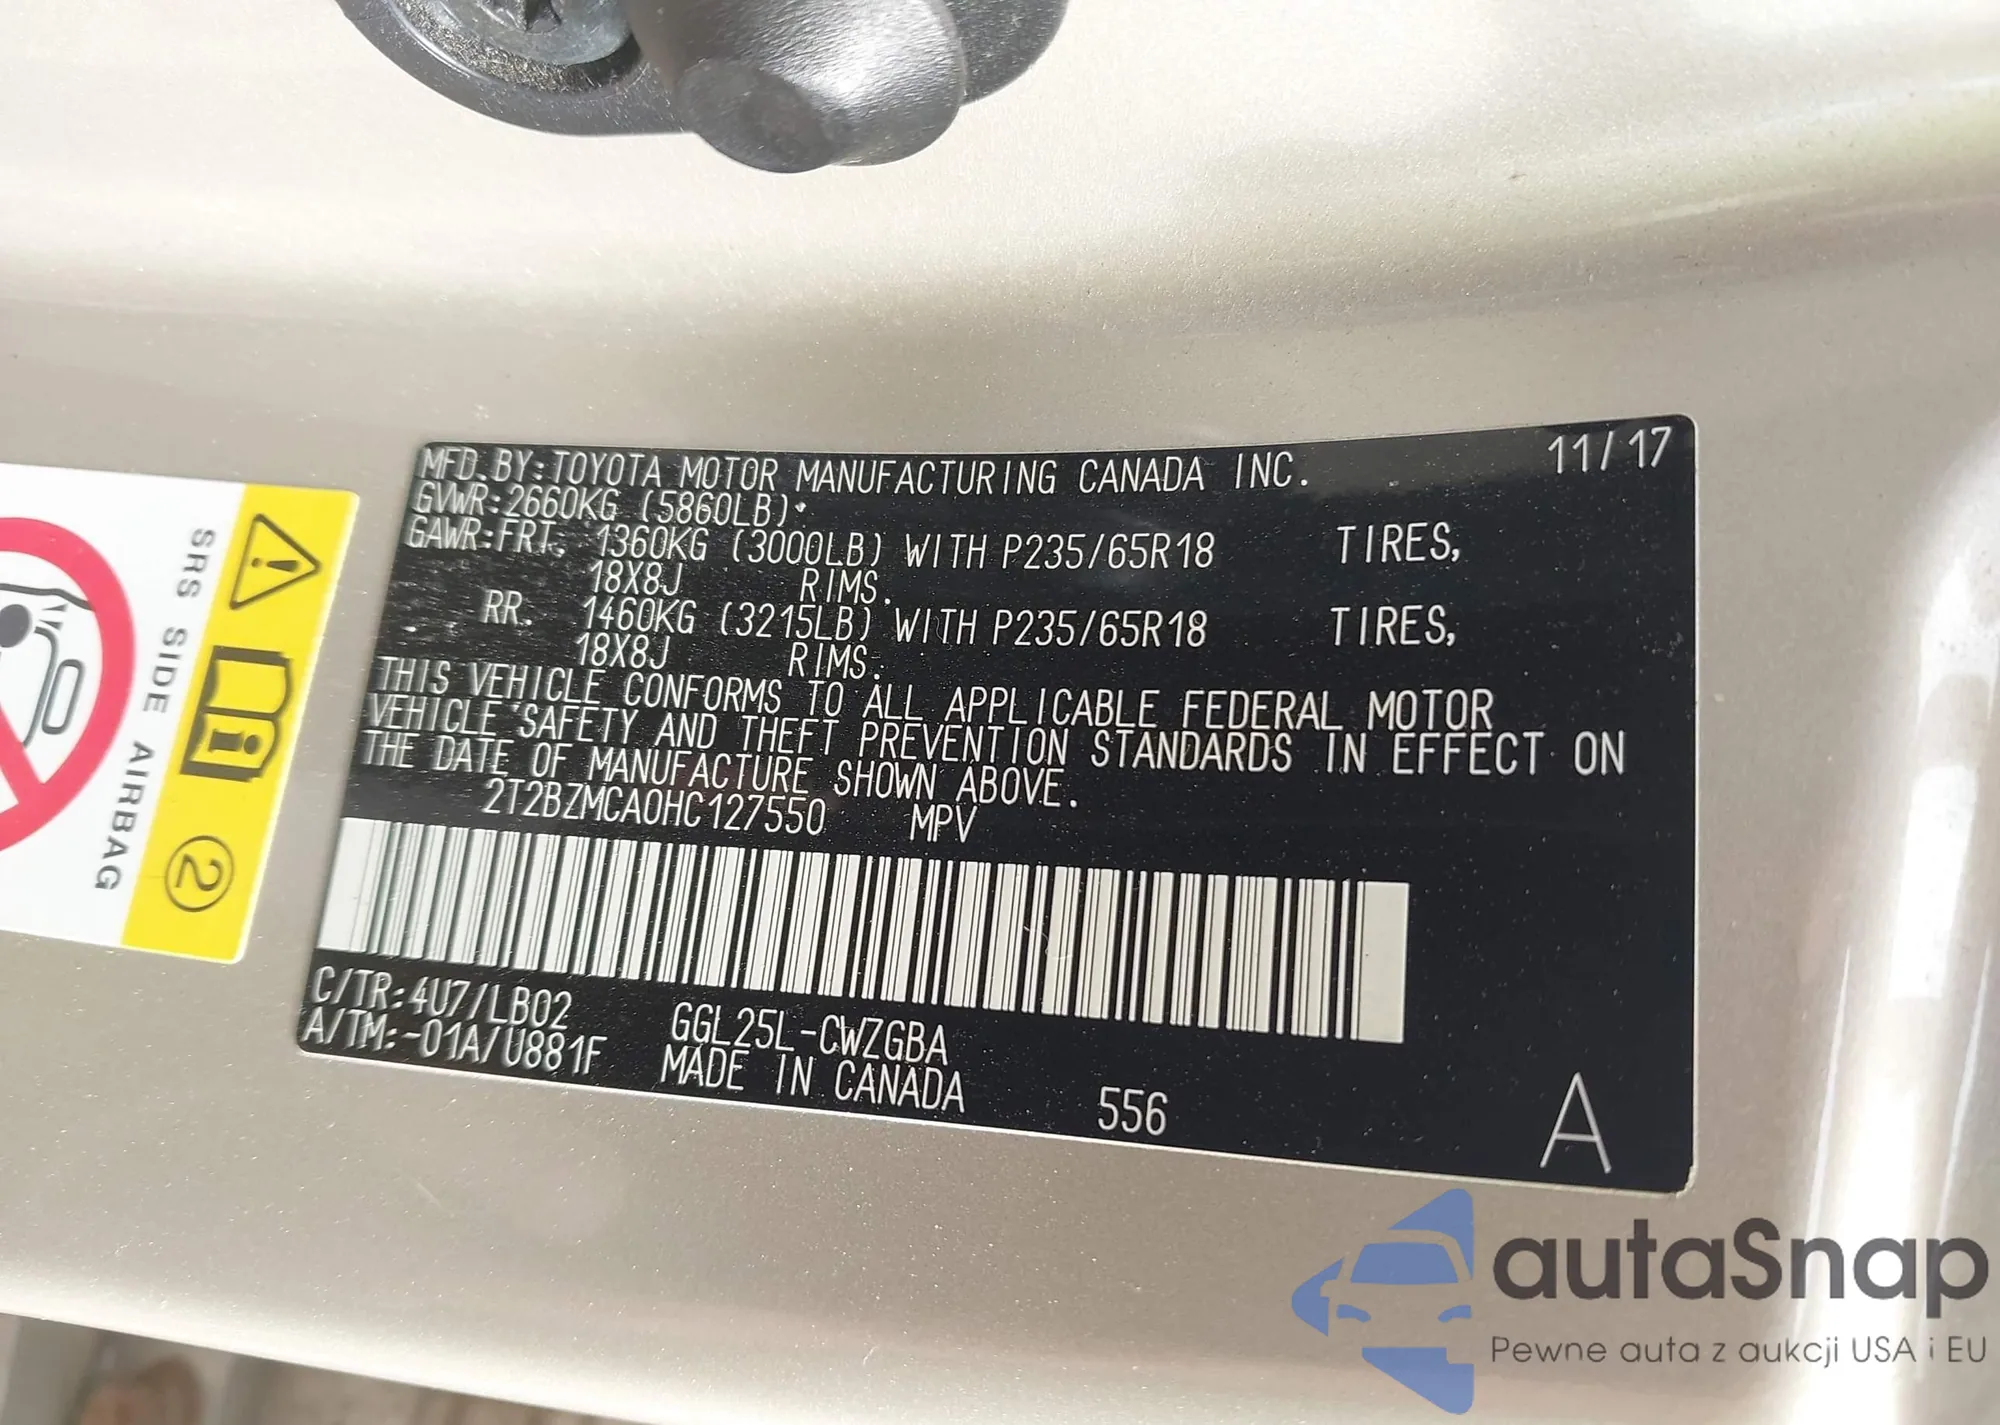 MFD. BY: TOYOTA MOTOR MANUFACTURING CANADA INC. 11/17
GVWR: 2660KG (5860LB)
GAWR: FRT. 1360KG (3000LB) WITH P235/65R18 TIRES,
18X8J RIMS.
RR. 1460KG (3215LB) WITH P235/65R18 TIRES,
18X8J RIMS.
THIS VEHICLE CONFORMS TO ALL APPLICABLE FEDERAL MOTOR
VEHICLE SAFETY AND THEFT PREVENTION STANDARDS IN EFFECT ON
THE DATE OF MANUFACTURE SHOWN ABOVE.
2T2BZMCA0HC127550 MPV
C/TR: 4U7/LB02 GGL25L-CWZGBA
A/TM: -01A/U881F MADE IN CANADA
556 A
SRS SIDE AIRBAG
2
autaSnap
Pewne auta z aukcji USA i EU